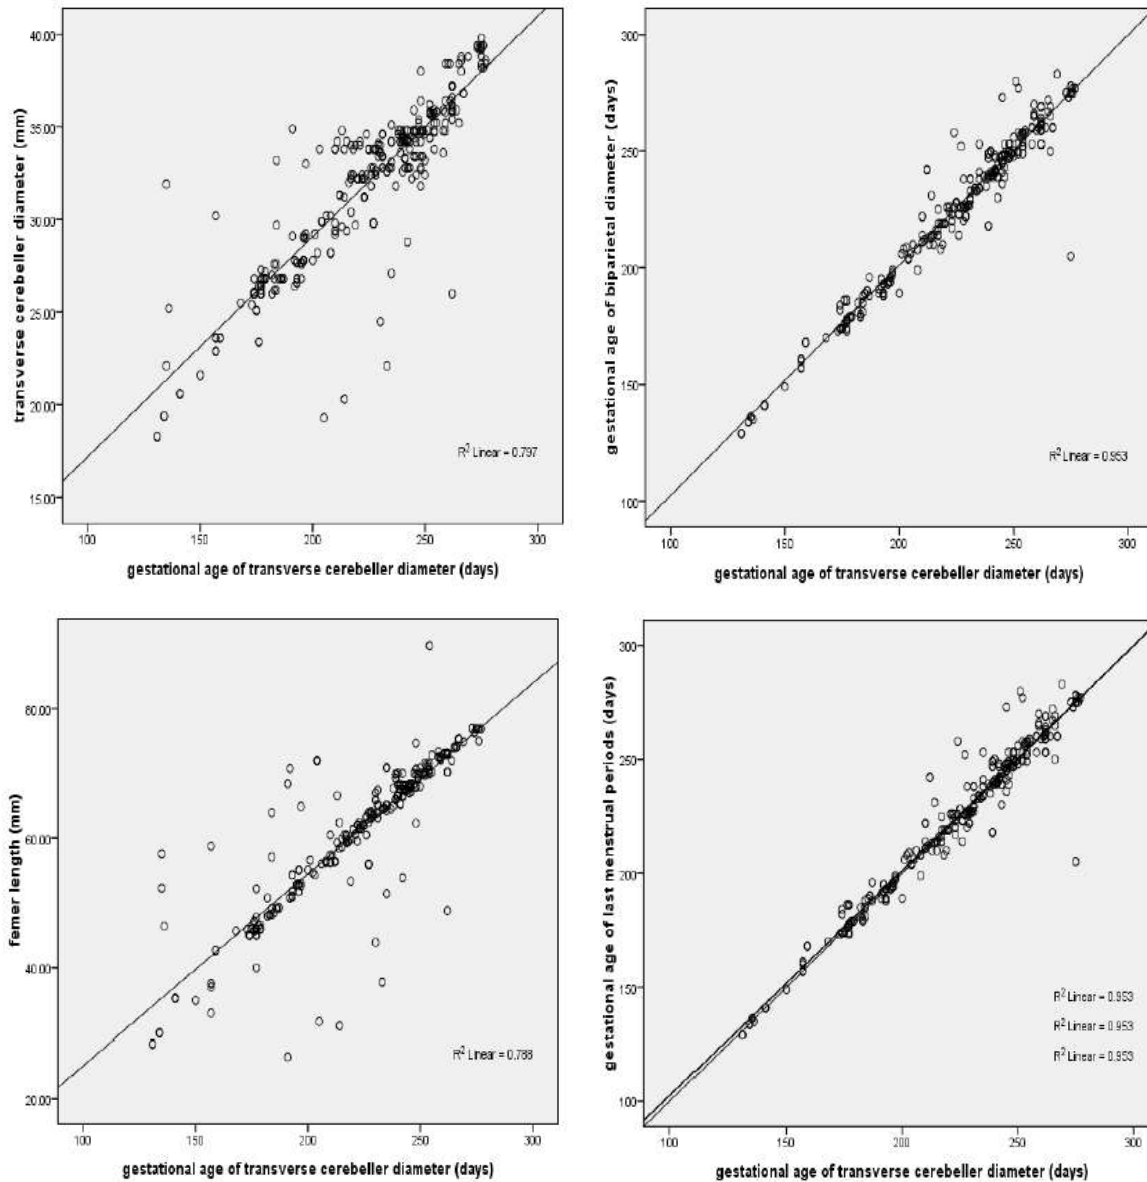 transverse cerebeller diameter (mm)
40.00
35.00
30.00
25.00
20.00
15.00
R2 Linear = 0.797
100 150 200 250 300
gestational age of transverse cerebeller diameter (days)
gestational age of biparietal diameter (days)
300
250
200
150
100
R2 Linear = 0.953
100 150 200 250 300
gestational age of transverse cerebeller diameter (days)
femer length (mm)
80.00
60.00
40.00
20.00
R2 Linear = 0.788
100 150 200 250 300
gestational age of transverse cerebeller diameter (days)
gestational age of last menstrual periods (days)
300
250
200
150
100
R2 Linear = 0.953
R2 Linear = 0.953
R2 Linear = 0.953
100 150 200 250 300
gestational age of transverse cerebeller diameter (days)